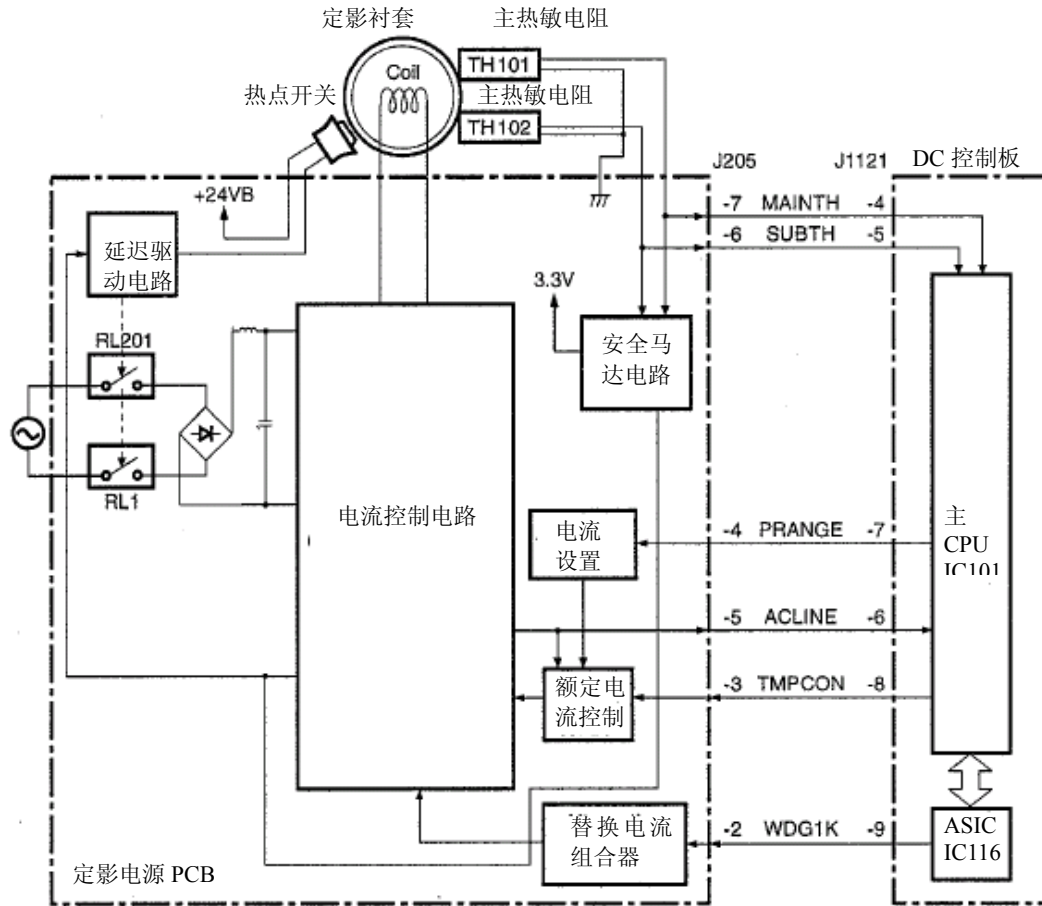 定影衬套
主热敏电阻
TH101
Coil
热点开关
主热敏电阻
TH102
J205
J1121
DC 控制板
+24VB
-7 MAINTH -4
-6 SUBTH -5
延迟驱
动电路
3.3V
安全马
达电路
RL201
RL1
电流控制电路
电流
设置
-4 PRANGE -7
主
CPU
IC101
-5 ACLINE -6
额定电
流控制
-3 TMPCON -8
替换电流
组合器
-2 WDG1K -9
ASIC
IC116
定影电源 PCB